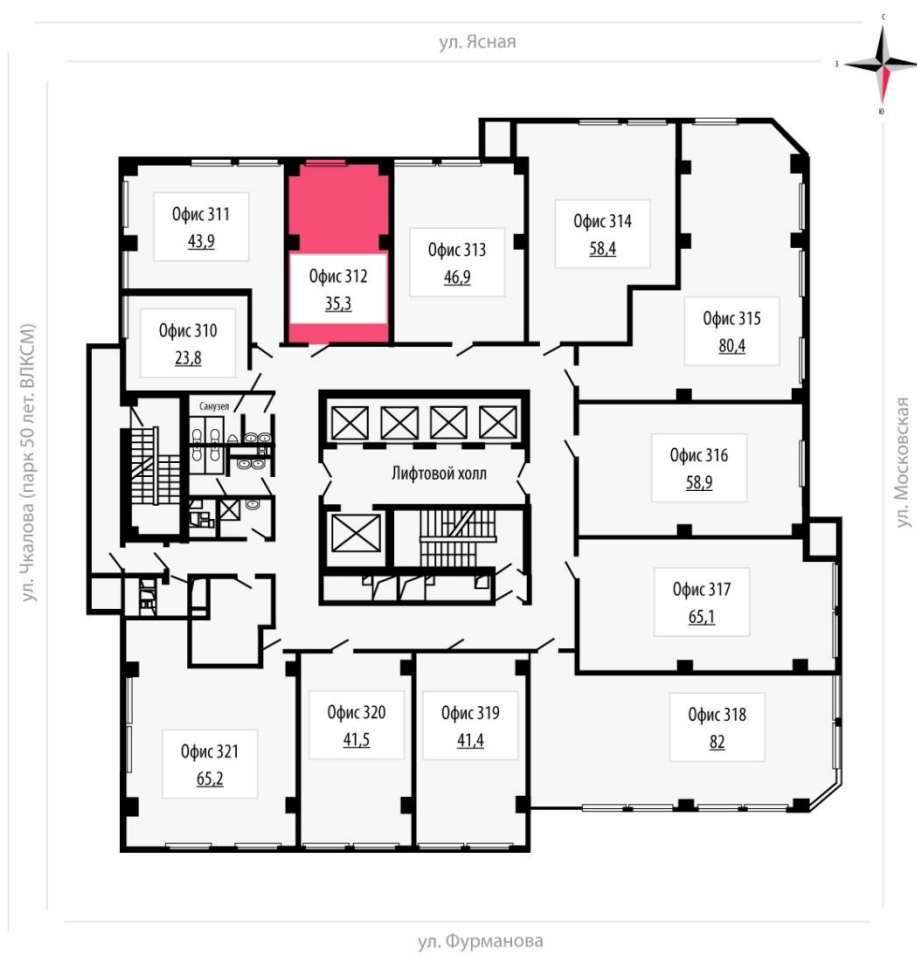 С
ул. Ясная
З
Ю
Офис 311
43,9
Офис 312
35,3
Офис 313
46,9
Офис 314
58,4
Офис 315
80,4
Офис 310
23,8
Санузел
Лифтовой холл
Офис 316
58,9
Офис 317
65,1
Офис 318
82
Офис 319
41,4
Офис 320
41,5
Офис 321
65,2
ул. Чкалова (парк 50 лет. ВЛКСМ)
ул. Московская
ул. Фурманова